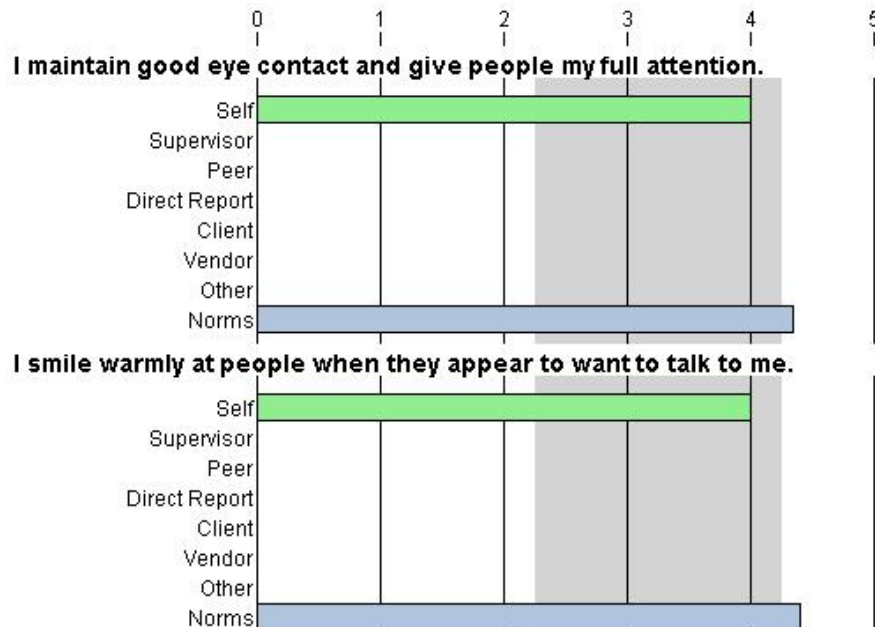 0 1 2 3 4 5
I maintain good eye contact and give people my full attention.
Self
Supervisor
Peer
Direct Report
Client
Vendor
Other
Norms
I smile warmly at people when they appear to want to talk to me.
Self
Supervisor
Peer
Direct Report
Client
Vendor
Other
Norms